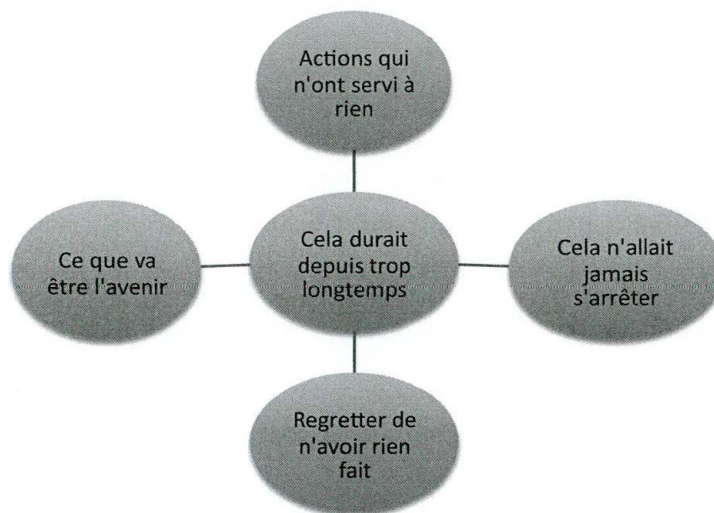 Actions qui
n'ont servi à
rien
Ce que va
être l'avenir
Cela durait
depuis trop
longtemps
Cela n'allait
jamais
s'arrêter
Regretter de
n'avoir rien
fait